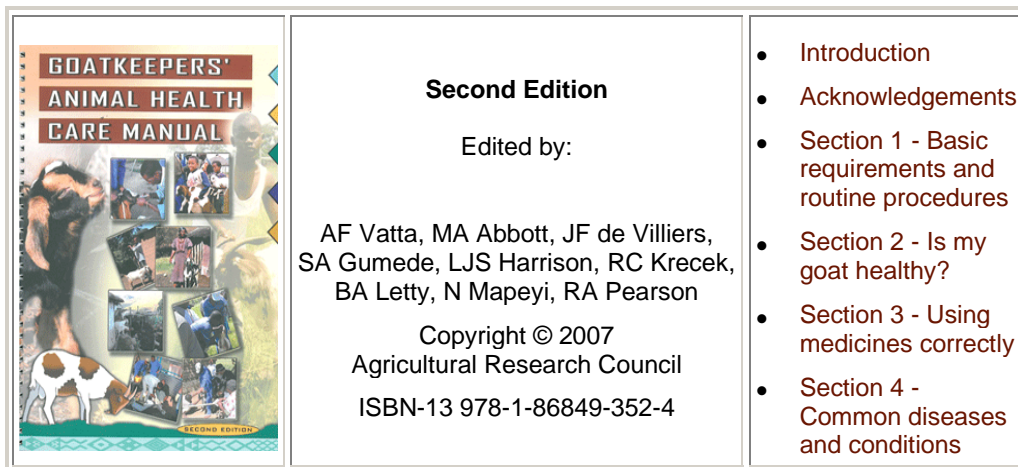 GOATKEEPERS'
ANIMAL HEALTH
CARE MANUAL
SECOND EDITION
Second Edition
Edited by:
AF Vatta, MA Abbott, JF de Villiers,
SA Gumede, LJS Harrison, RC Krecek,
BA Letty, N Mapeyi, RA Pearson
Copyright © 2007
Agricultural Research Council
ISBN-13 978-1-86849-352-4
• Introduction
• Acknowledgements
• Section 1 - Basic
requirements and
routine procedures
• Section 2 - Is my
goat healthy?
• Section 3 - Using
medicines correctly
• Section 4 -
Common diseases
and conditions